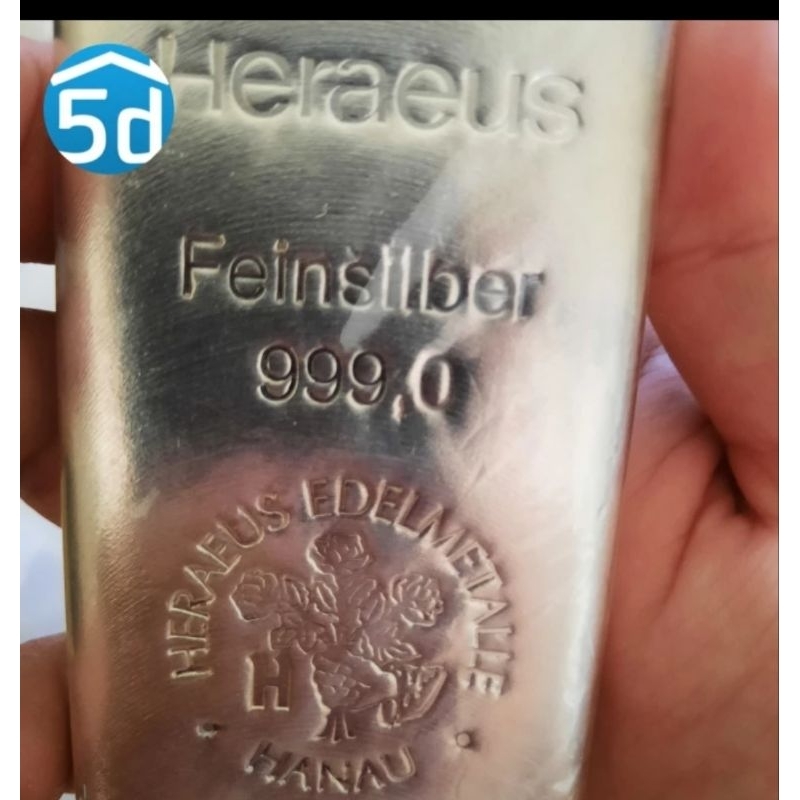 5d
Heraeus
Feinsilber
999,0
HERAEUS EDELMETALLE
H
HANAU